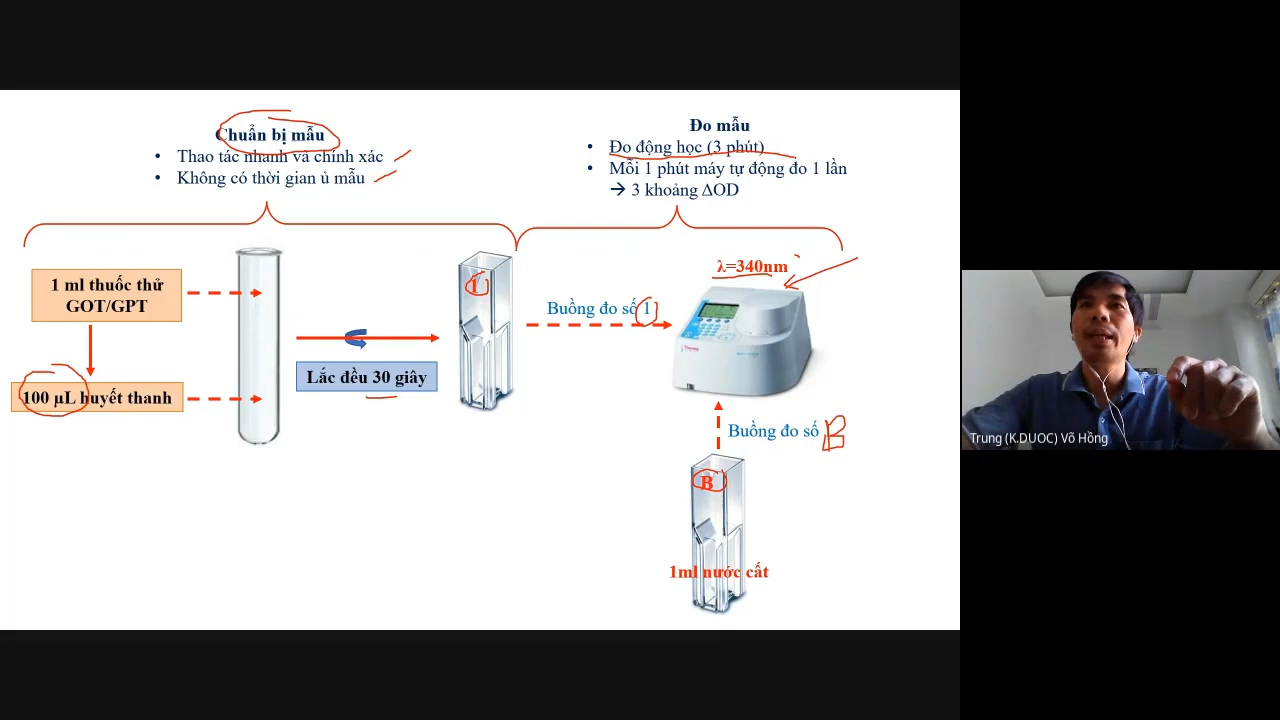 Chuẩn bị mẫu
• Thao tác nhanh và chính xác
• Không có thời gian ủ mẫu
Đo mẫu
• Đo động học (3 phút)
• Mỗi 1 phút máy tự động đo 1 lần
→ 3 khoảng ΔOD
1 ml thuốc thử
GOT/GPT
100 µL huyết thanh
Lắc đều 30 giây
1
Buồng đo số 1
λ=340nm
Buồng đo số B
B
1ml nước cất
Trung (K.DUOC) Võ Hồng